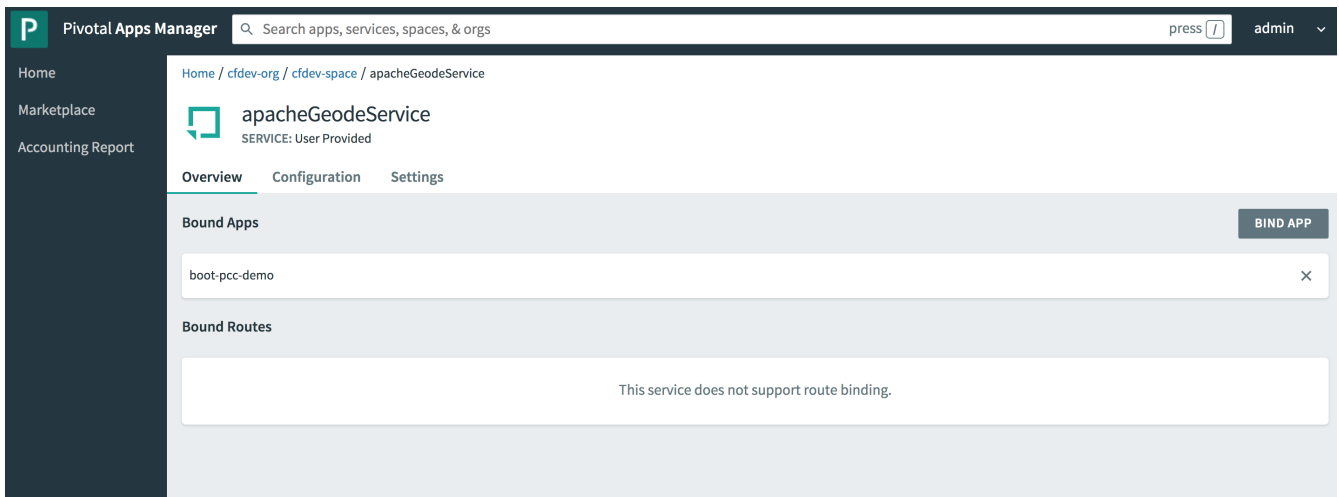 P Pivotal Apps Manager Search apps, services, spaces, & orgs press / admin
Home
Marketplace
Accounting Report
Home / cfdev-org / cfdev-space / apacheGeodeService
apacheGeodeService
SERVICE: User Provided
Overview Configuration Settings
Bound Apps BIND APP
boot-pcc-demo
Bound Routes
This service does not support route binding.